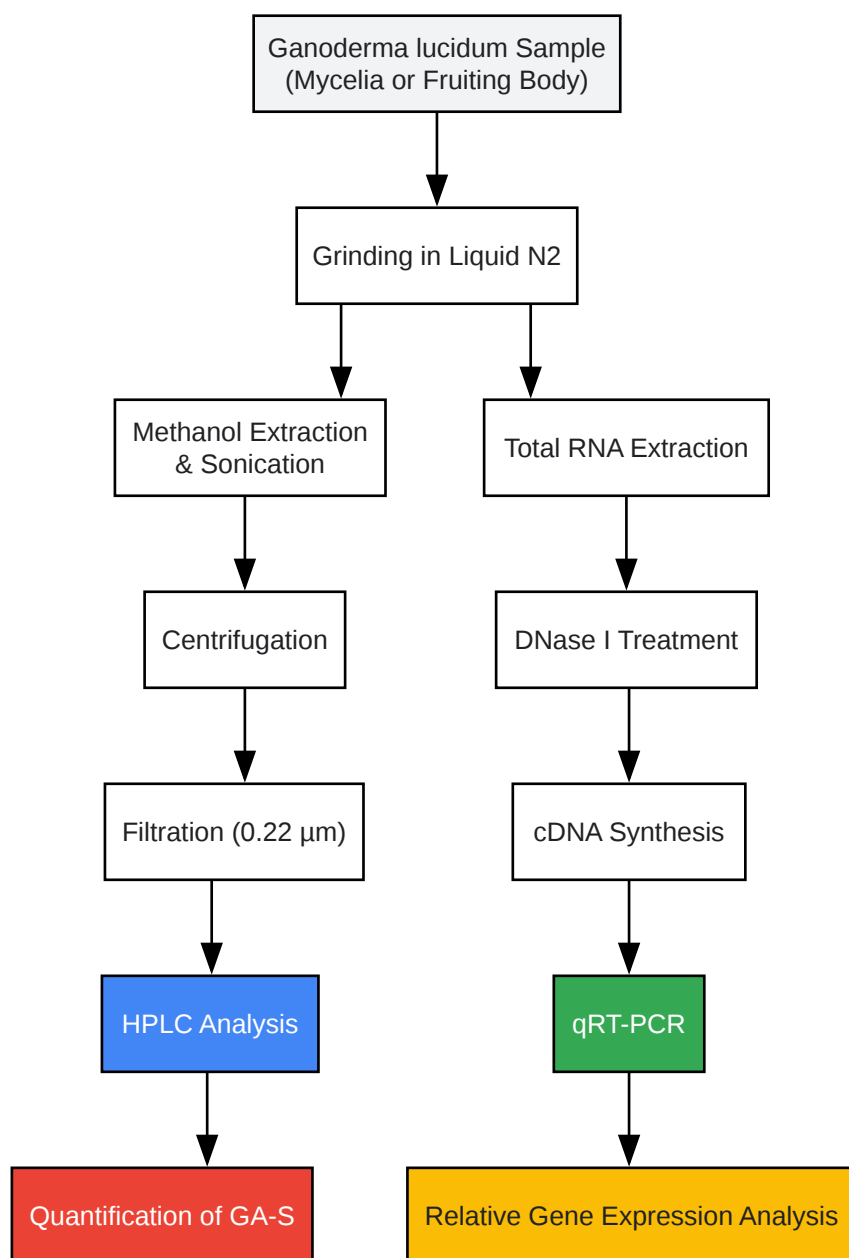 Ganoderma lucidum Sample
(Mycelia or Fruiting Body)
Grinding in Liquid N2
Methanol Extraction
& Sonication
Total RNA Extraction
Centrifugation
DNase I Treatment
Filtration (0.22 µm)
cDNA Synthesis
HPLC Analysis
qRT-PCR
Quantification of GA-S
Relative Gene Expression Analysis